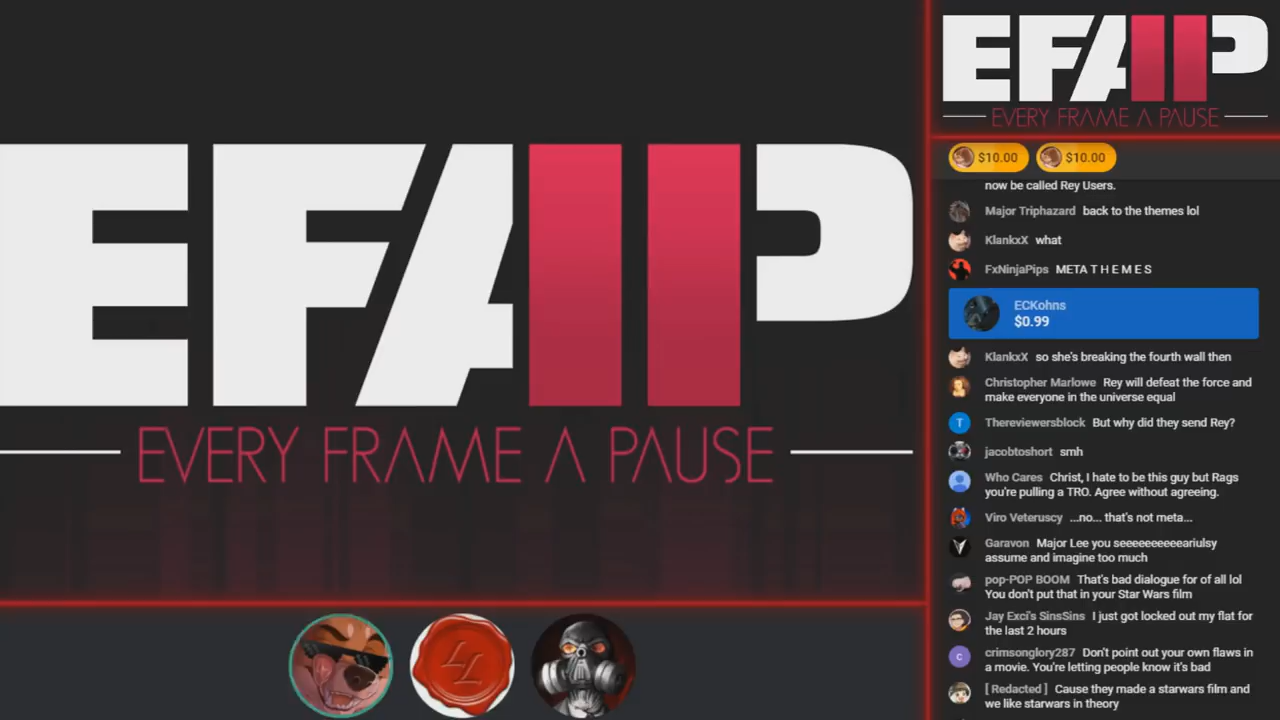 EFAP
EVERY FRAME A PAUSE
EFAP
EVERY FRAME A PAUSE
$10.00 $10.00
now be called Rey Users.
Major Triphazard back to the themes lol
KlankxX what
FxNinjaPips META T H E M E S
ECKohns
$0.99
KlankxX so she's breaking the fourth wall then
Christopher Marlowe Rey will defeat the force and
make everyone in the universe equal
T Thereviewersblock But why did they send Rey?
jacobtoshort smh
Who Cares Christ, I hate to be this guy but Rags
you're pulling a TRO. Agree without agreeing.
Viro Veteruscy ...no... that's not meta...
Garavon Major Lee you seeeeeeeeeeariulsy
assume and imagine too much
pop-POP BOOM That's bad dialogue for of all lol
You don't put that in your Star Wars film
Jay Exci's SinsSins I just got locked out my flat for
the last 2 hours
c crimsonglory287 Don't point out your own flaws in
a movie. You're letting people know it's bad
[ Redacted ] Cause they made a starwars film and
we like starwars in theory
LL